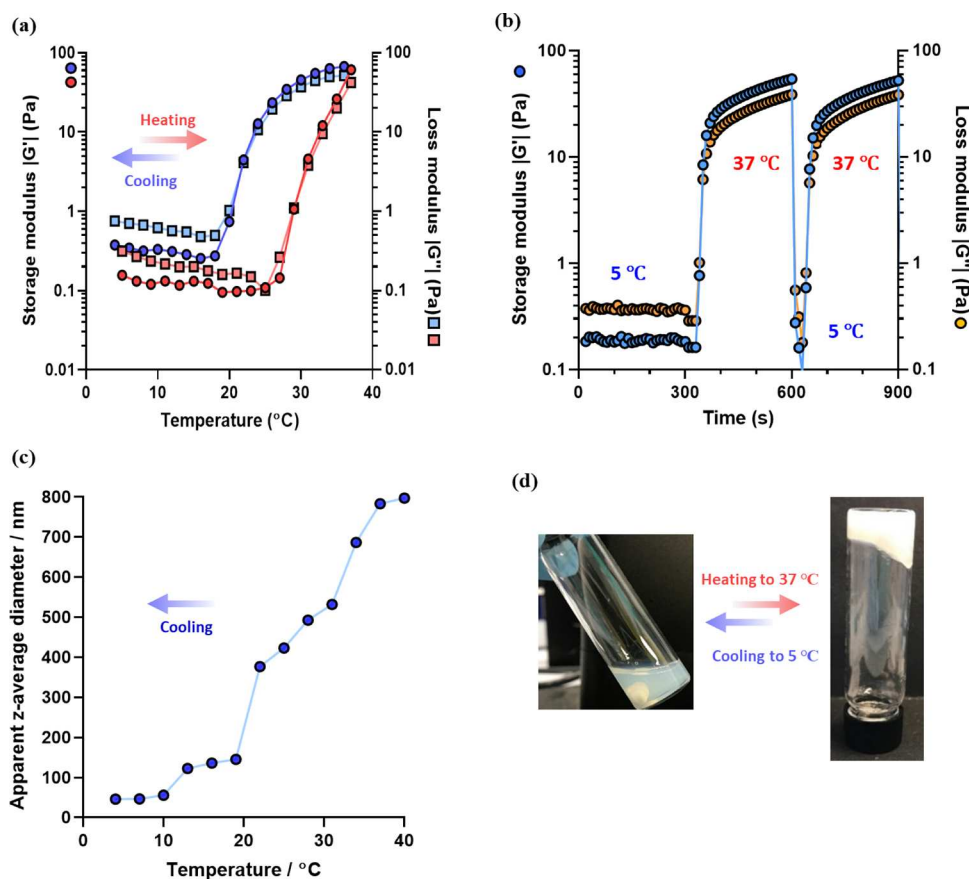 (a)
100
10
1
0.1
0.01
Storage modulus |G'| (Pa)
Heating
Cooling
100
10
1
0.1
0.01
Loss modulus |G''| (Pa)
0
10
20
30
40
Temperature (°C)
(b)
100
10
1
0.1
Storage modulus |G'| (Pa)
5 °C
37 °C
37 °C
5 °C
100
10
1
0.1
Loss modulus |G''| (Pa)
0
300
600
900
Time (s)
(c)
800
700
600
500
400
300
200
100
0
Apparent z-average diameter / nm
Cooling
0
10
20
30
40
Temperature / °C
(d)
Heating to 37 °C
Cooling to 5 °C